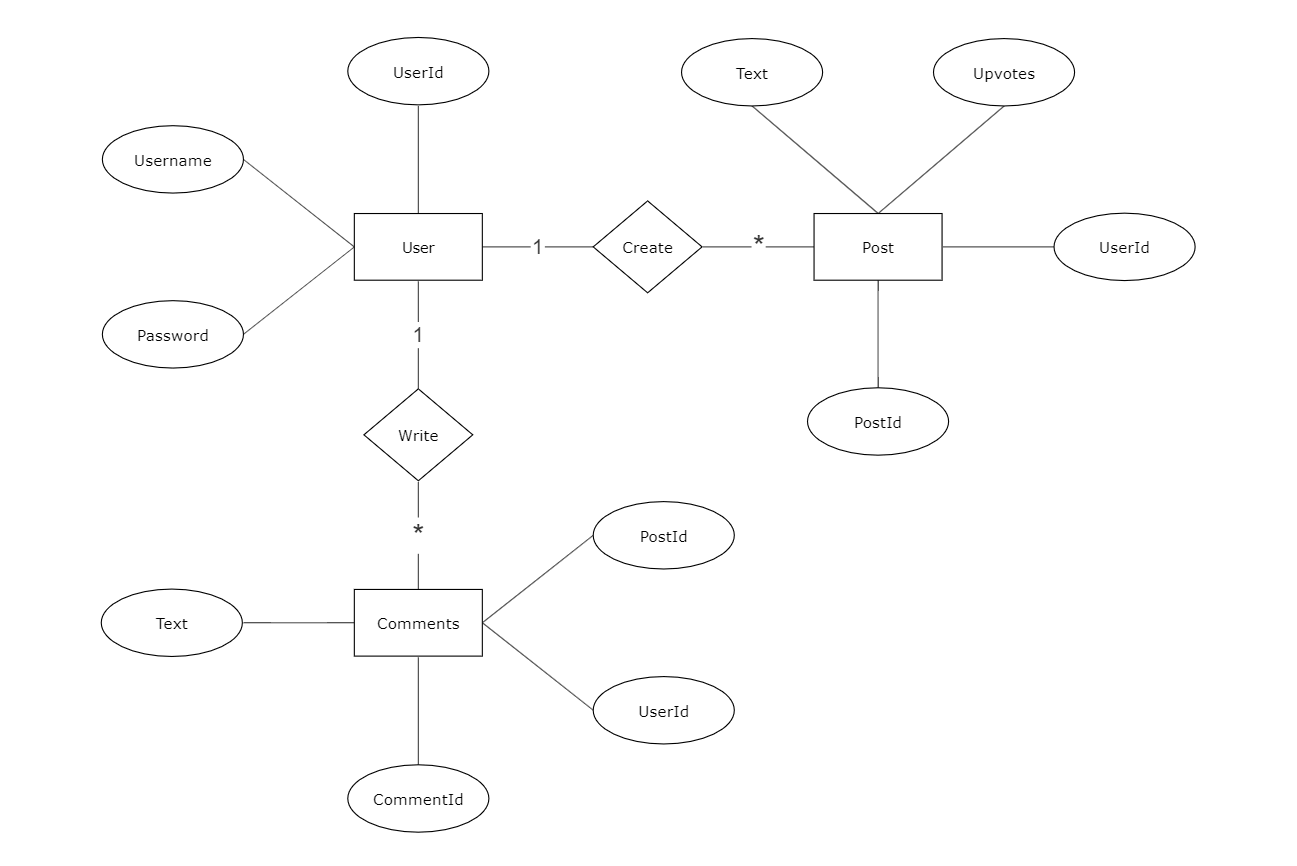 UserId
Text
Upvotes
Username
User
1
Create
*
Post
UserId
Password
1
PostId
Write
*
PostId
Text
Comments
UserId
CommentId